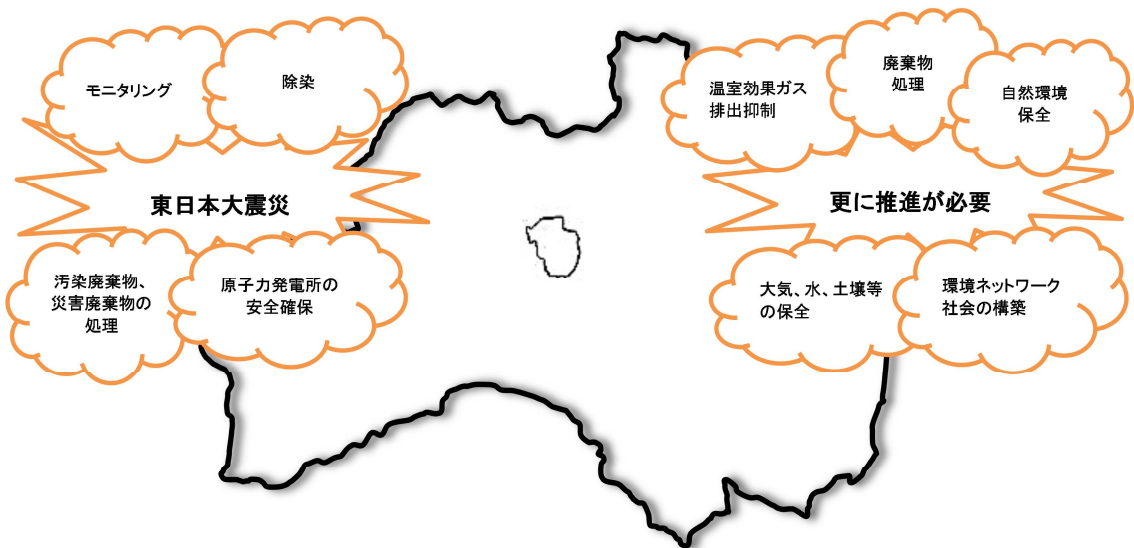 モニタリング
除染
東日本大震災
汚染廃棄物、
災害廃棄物の
処理
原子力発電所の
安全確保
温室効果ガス
排出抑制
廃棄物
処理
自然環境
保全
更に推進が必要
大気、水、土壌等
の保全
環境ネットワーク
社会の構築